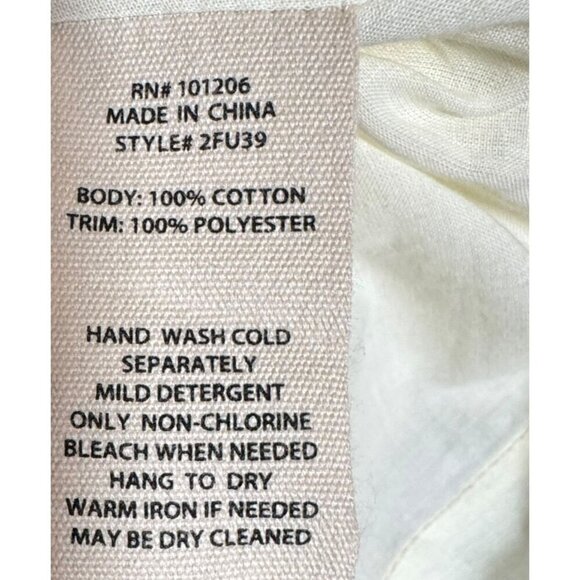 RN# 101206
MADE IN CHINA
STYLE# 2FU39
BODY: 100% COTTON
TRIM: 100% POLYESTER
HAND WASH COLD
SEPARATELY
MILD DETERGENT
ONLY NON-CHLORINE
BLEACH WHEN NEEDED
HANG TO DRY
WARM IRON IF NEEDED
MAY BE DRY CLEANED